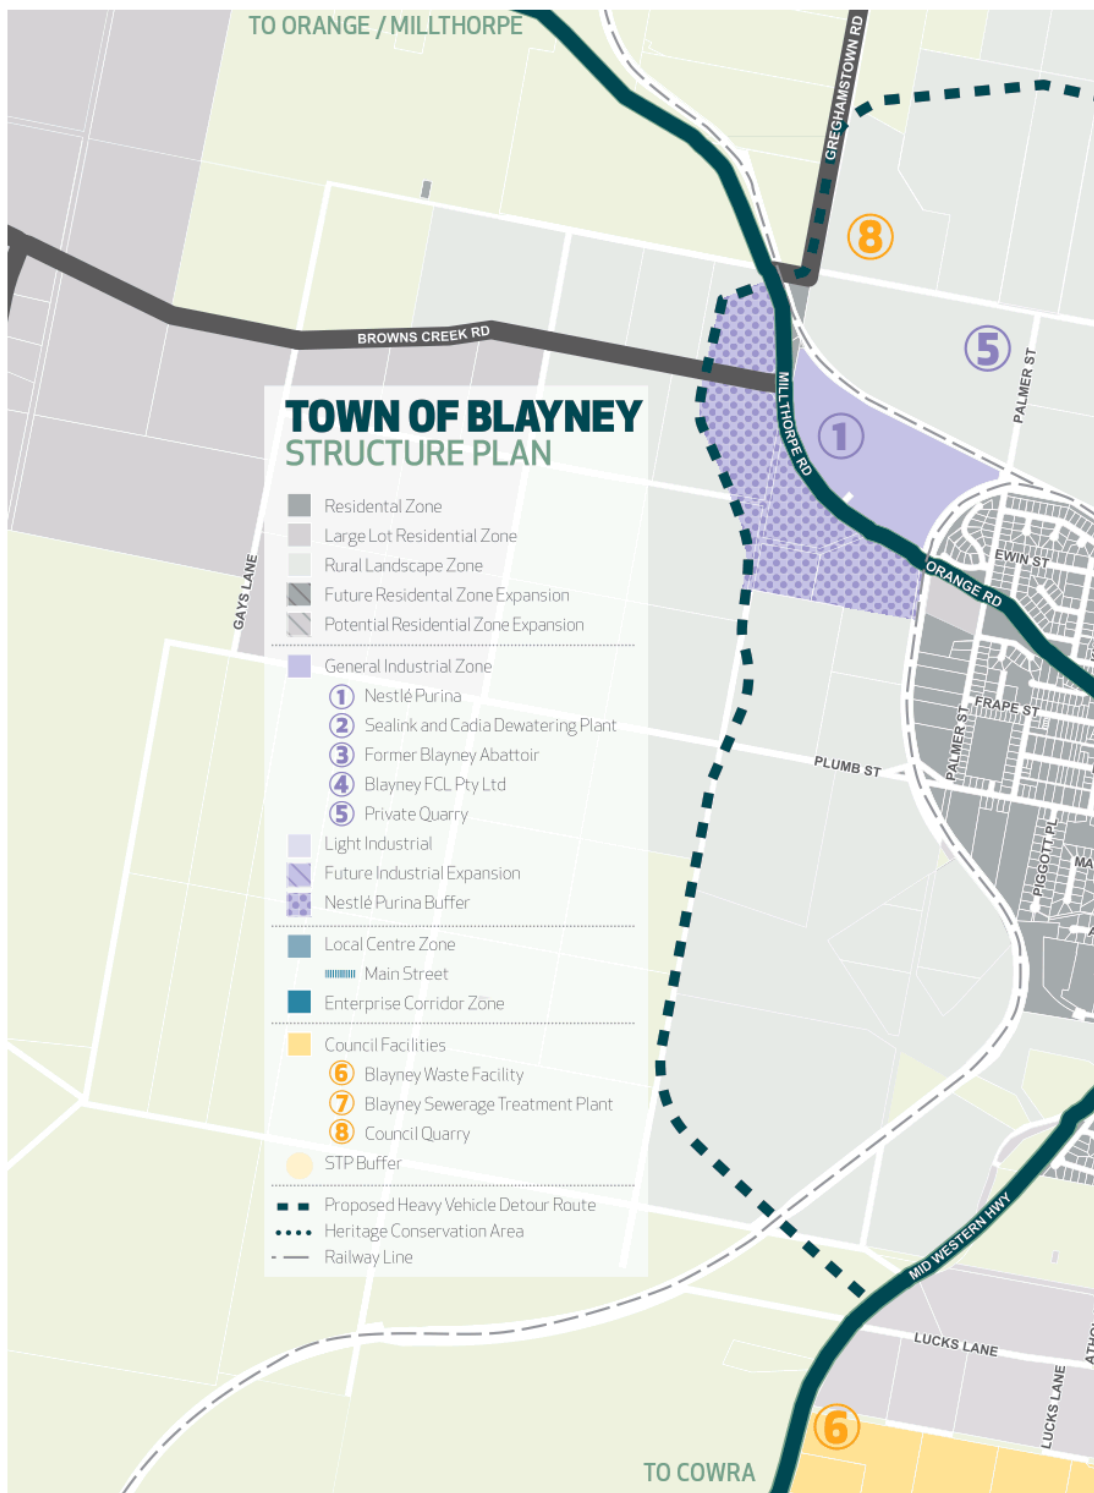 TO ORANGE / MILLTHORPE
GREGHAMSTOWN RD
8
BROWNS CREEK RD
5
PALMER ST
MILLTHORPE RD
1
TOWN OF BLAYNEY
STRUCTURE PLAN
Residental Zone
Large Lot Residential Zone
Rural Landscape Zone
Future Residental Zone Expansion
Potential Residental Zone Expansion
General Industrial Zone
1 Nestlé Purina
2 Sealink and Cadia Dewatering Plant
3 Former Blayney Abattoir
4 Blayney FCL Pty Ltd
5 Private Quarry
Light Industrial
Future Industrial Expansion
Nestlé Purina Buffer
Local Centre Zone
Main Street
Enterprise Corridor Zone
Council Facilities
6 Blayney Waste Facility
7 Blayney Sewerage Treatment Plant
8 Council Quarry
STP Buffer
Proposed Heavy Vehicle Detour Route
Heritage Conservation Area
Railway Line
GAYS LANE
EWIN ST
ORANGE RD
FRAPE ST
PALMER ST
PLUMB ST
PIGGOTT PL
MA
MID WESTERN HWY
LUCKS LANE
LUCKS LANE
6
TO COWRA